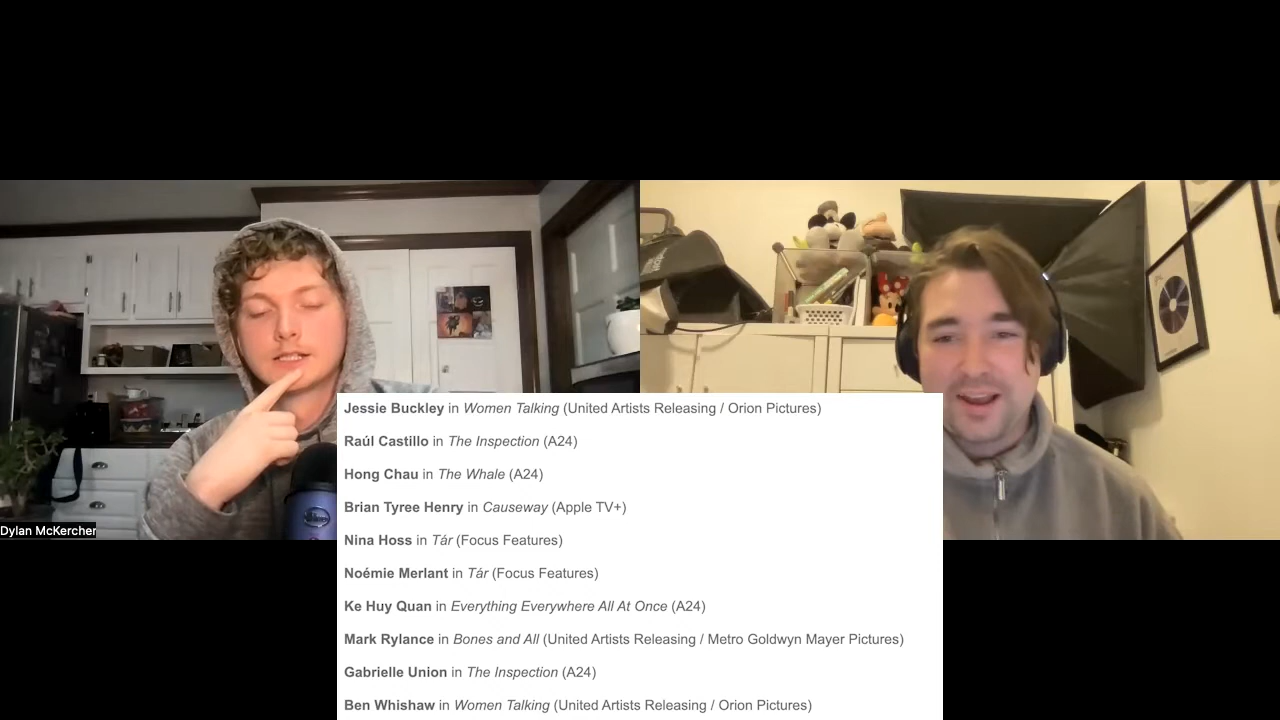 Jessie Buckley in Women Talking (United Artists Releasing / Orion Pictures)
Raúl Castillo in The Inspection (A24)
Hong Chau in The Whale (A24)
Brian Tyree Henry in Causeway (Apple TV+)
Dylan McKercher
Nina Hoss in Tár (Focus Features)
Noémie Merlant in Tár (Focus Features)
Ke Huy Quan in Everything Everywhere All At Once (A24)
Mark Rylance in Bones and All (United Artists Releasing / Metro Goldwyn Mayer Pictures)
Gabrielle Union in The Inspection (A24)
Ben Whishaw in Women Talking (United Artists Releasing / Orion Pictures)